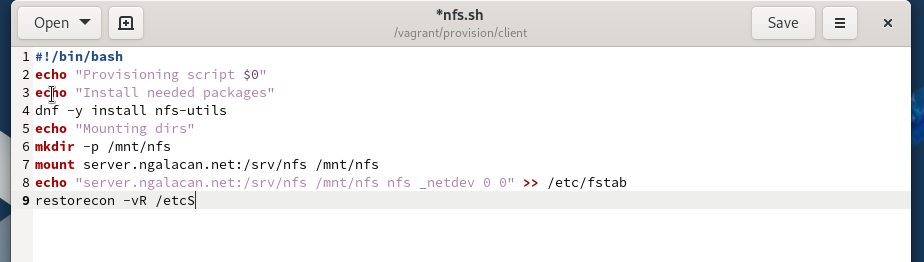 Open
*nfs.sh
/vagrant/provision/client
Save
1 #!/bin/bash
2 echo "Provisioning script $0"
3 echo "Install needed packages"
4 dnf -y install nfs-utils
5 echo "Mounting dirs"
6 mkdir -p /mnt/nfs
7 mount server.ngalacan.net:/srv/nfs /mnt/nfs
8 echo "server.ngalacan.net:/srv/nfs /mnt/nfs nfs _netdev 0 0" >> /etc/fstab
9 restorecon -vR /etcS